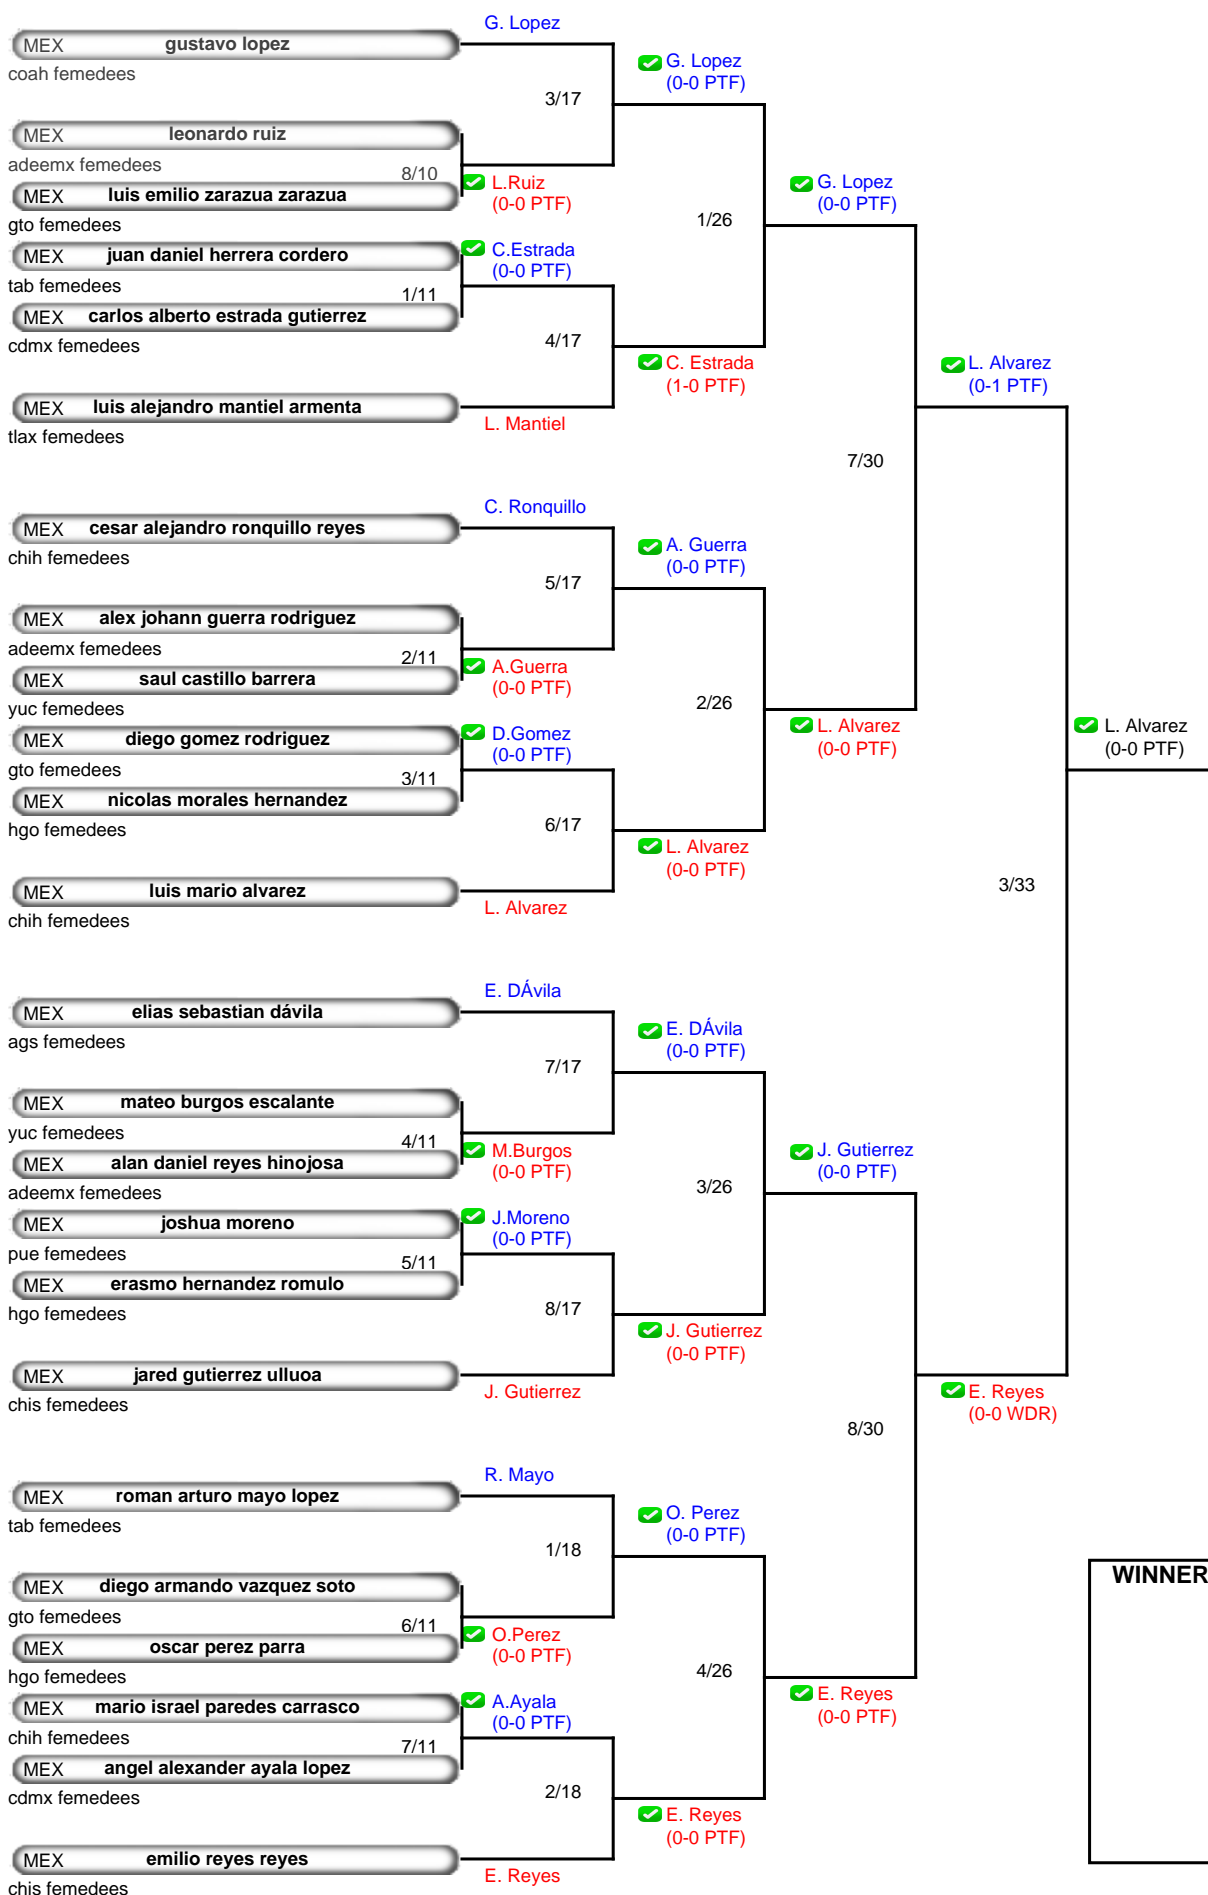 G. Lopez
MEX gustavo lopez
coah femedees
G. Lopez
(0-0 PTF)
3/17
MEX leonardo ruiz
adeemx femedees
8/10
L.Ruiz
(0-0 PTF)
MEX luis emilio zarazua zarazua
gto femedees
G. Lopez
(0-0 PTF)
1/26
MEX juan daniel herrera cordero
tab femedees
C.Estrada
(0-0 PTF)
1/11
MEX carlos alberto estrada gutierrez
cdmx femedees
4/17
C. Estrada
(1-0 PTF)
L. Alvarez
(0-1 PTF)
MEX luis alejandro mantiel armenta
tlax femedees
L. Mantiel
7/30
C. Ronquillo
MEX cesar alejandro ronquillo reyes
chih femedees
A. Guerra
(0-0 PTF)
5/17
MEX alex johann guerra rodriguez
adeemx femedees
2/11
A.Guerra
(0-0 PTF)
MEX saul castillo barrera
yuc femedees
2/26
L. Alvarez
(0-0 PTF)
L. Alvarez
(0-0 PTF)
MEX diego gomez rodriguez
gto femedees
D.Gomez
(0-0 PTF)
3/11
MEX nicolas morales hernandez
hgo femedees
6/17
L. Alvarez
(0-0 PTF)
MEX luis mario alvarez
chih femedees
L. Alvarez
3/33
E. DÁvila
MEX elias sebastian dávila
ags femedees
E. DÁvila
(0-0 PTF)
7/17
MEX mateo burgos escalante
yuc femedees
4/11
M.Burgos
(0-0 PTF)
MEX alan daniel reyes hinojosa
adeemx femedees
J. Gutierrez
(0-0 PTF)
3/26
MEX joshua moreno
pue femedees
J.Moreno
(0-0 PTF)
5/11
MEX erasmo hernandez romulo
hgo femedees
8/17
J. Gutierrez
(0-0 PTF)
MEX jared gutierrez ulluoa
chis femedees
J. Gutierrez
E. Reyes
(0-0 WDR)
8/30
R. Mayo
MEX roman arturo mayo lopez
tab femedees
O. Perez
(0-0 PTF)
1/18
MEX diego armando vazquez soto
gto femedees
6/11
O.Perez
(0-0 PTF)
MEX oscar perez parra
hgo femedees
4/26
E. Reyes
(0-0 PTF)
MEX mario israel paredes carrasco
chih femedees
A.Ayala
(0-0 PTF)
7/11
MEX angel alexander ayala lopez
cdmx femedees
2/18
E. Reyes
(0-0 PTF)
MEX emilio reyes reyes
chis femedees
E. Reyes
WINNER